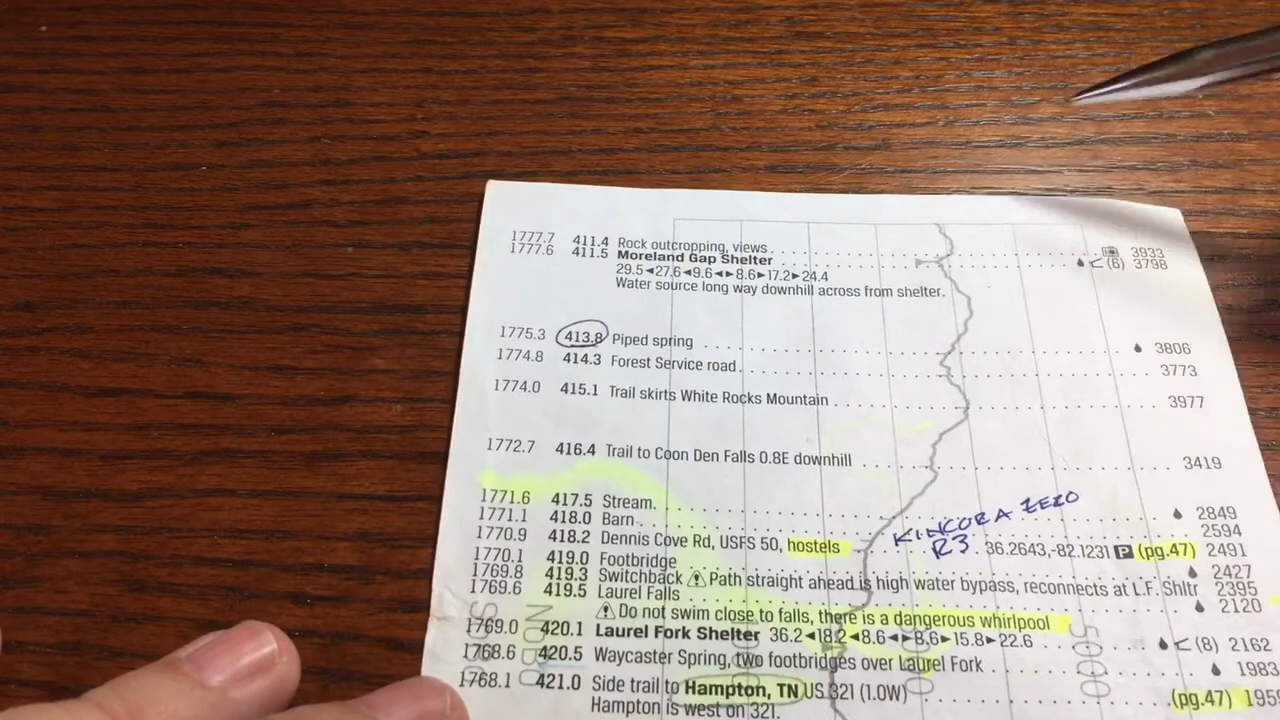 1777.7 411.4 Rock outcropping, views 3933
1777.6 411.5 Moreland Gap Shelter (6) 3798
29.5◄27.6◄9.6◄►8.6►17.2►24.4
Water source long way downhill across from shelter.
1775.3 413.8 Piped spring 3806
1774.8 414.3 Forest Service road 3773
1774.0 415.1 Trail skirts White Rocks Mountain 3977
1772.7 416.4 Trail to Coon Den Falls 0.8E downhill 3419
KINCORA ZERO
R3
1771.6 417.5 Stream 2849
1771.1 418.0 Barn 2594
1770.9 418.2 Dennis Cove Rd, USFS 50, hostels 36.2643,-82.1231 P (pg.47) 2491
1770.1 419.0 Footbridge 2427
1769.8 419.3 Switchback ⚠ Path straight ahead is high water bypass, reconnects at L.F. Shltr 2395
1769.6 419.5 Laurel Falls 2120
⚠ Do not swim close to falls, there is a dangerous whirlpool
1769.0 420.1 Laurel Fork Shelter 36.2◄18.2◄8.6◄►8.6►15.8►22.6 (8) 2162
1768.6 420.5 Waycaster Spring, two footbridges over Laurel Fork 1983
1768.1 421.0 Side trail to Hampton, TN US 321 (1.0W) (pg.47)
Hampton is west on 321.
SOBO
NOBO
5000